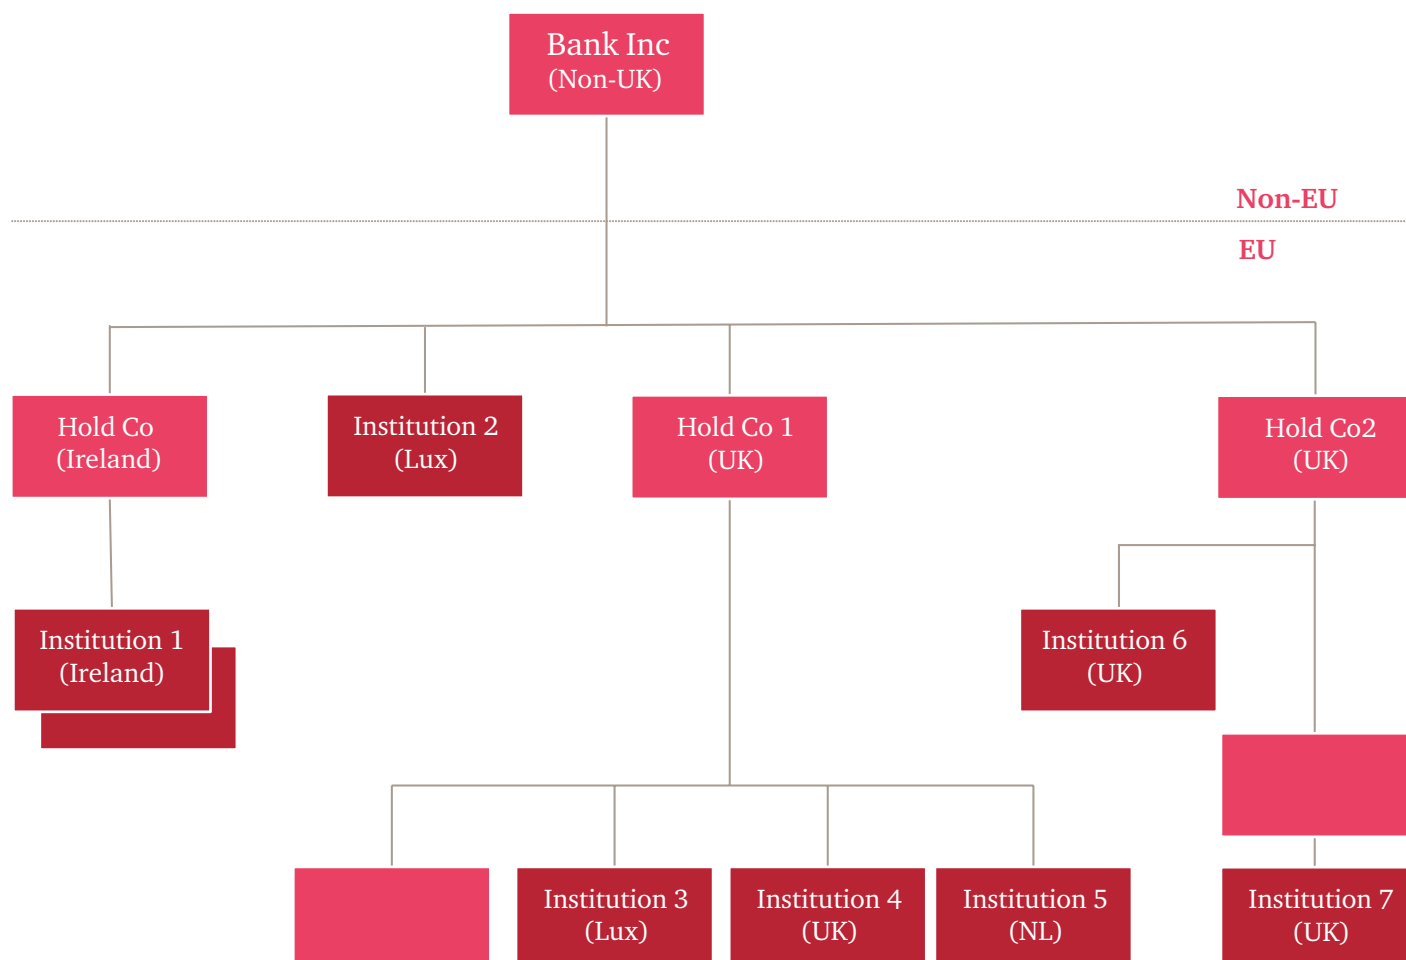 Bank Inc
(Non-UK)
Non-EU
EU
Hold Co
(Ireland)
Institution 2
(Lux)
Hold Co 1
(UK)
Hold Co2
(UK)
Institution 1
(Ireland)
Institution 6
(UK)
Institution 3
(Lux)
Institution 4
(UK)
Institution 5
(NL)
Institution 7
(UK)